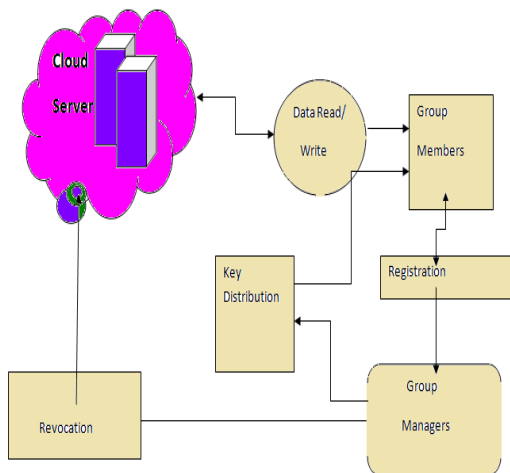 Cloud
Server
Data Read/
Write
Group
Members
Key
Distribution
Registration
Group
Managers
Revocation